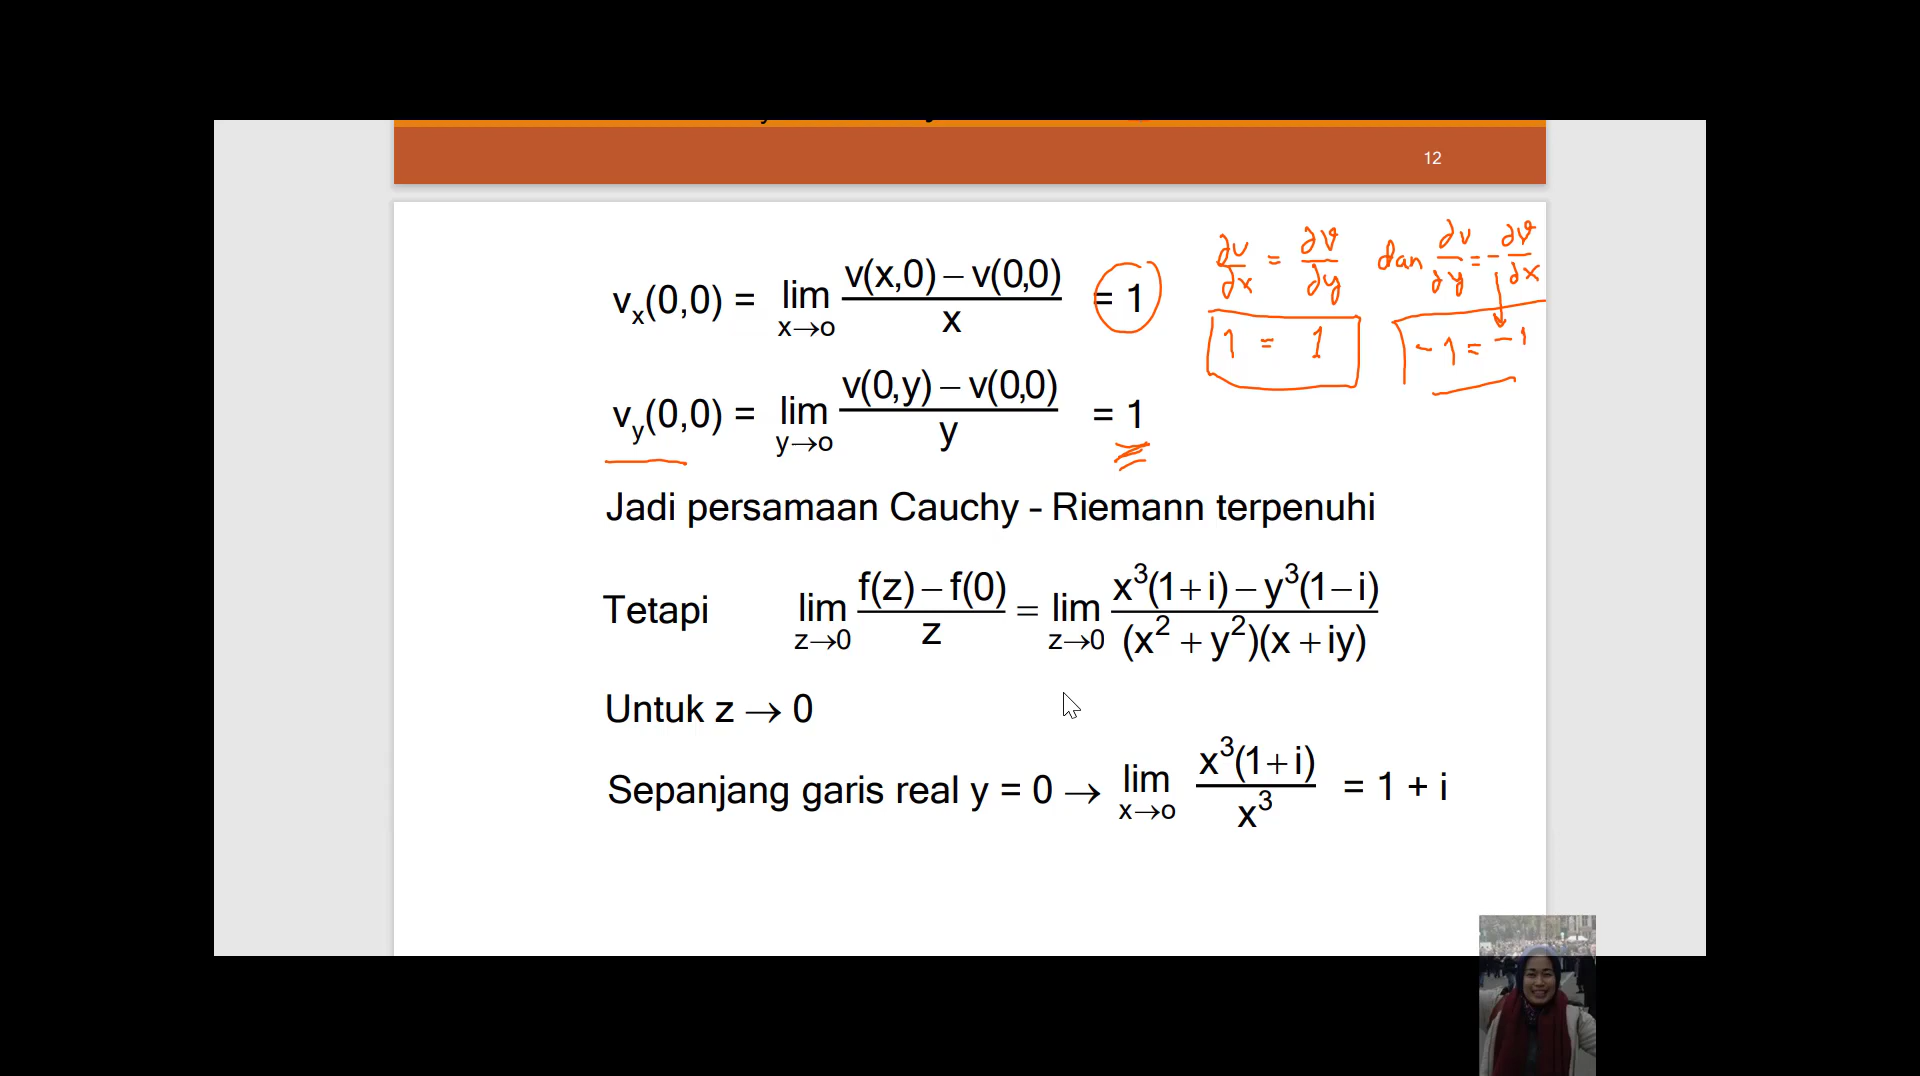 12
vₓ(0,0) = lim x→o (v(x,0) – v(0,0)) / x = 1
∂u/∂x = ∂v/∂y dan ∂u/∂y = -∂v/∂x
1 = 1
-1 = -1
v_y(0,0) = lim y→o (v(0,y) – v(0,0)) / y = 1
Jadi persamaan Cauchy - Riemann terpenuhi
Tetapi lim z→0 (f(z) – f(0)) / z = lim z→0 (x³(1+i) – y³(1–i)) / ((x² + y²)(x + iy))
Untuk z → 0
Sepanjang garis real y = 0 → lim x→o x³(1+i) / x³ = 1 + i